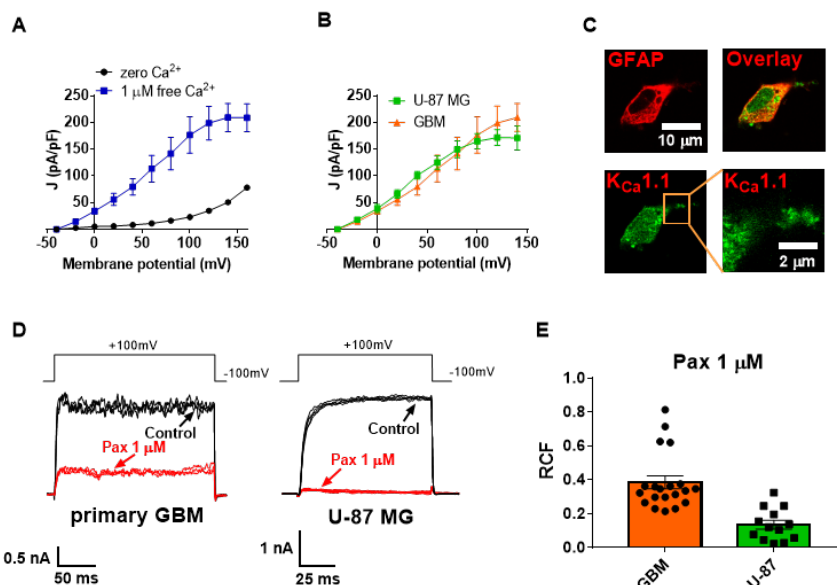 A
zero Ca2+
1 μM free Ca2+
250
200
150
100
50
J (pA/pF)
-50
0
50
100
150
Membrane potential (mV)
B
U-87 MG
GBM
250
200
150
100
50
J (pA/pF)
-50
0
50
100
150
Membrane potential (mV)
C
GFAP
10 μm
Overlay
KCa1.1
KCa1.1
2 μm
D
+100mV
-100mV
Control
Pax 1 μM
primary GBM
0.5 nA
50 ms
+100mV
-100mV
Control
Pax 1 μM
U-87 MG
1 nA
25 ms
E
Pax 1 μM
1.0
0.8
0.6
0.4
0.2
0.0
RCF
GBM
U-87